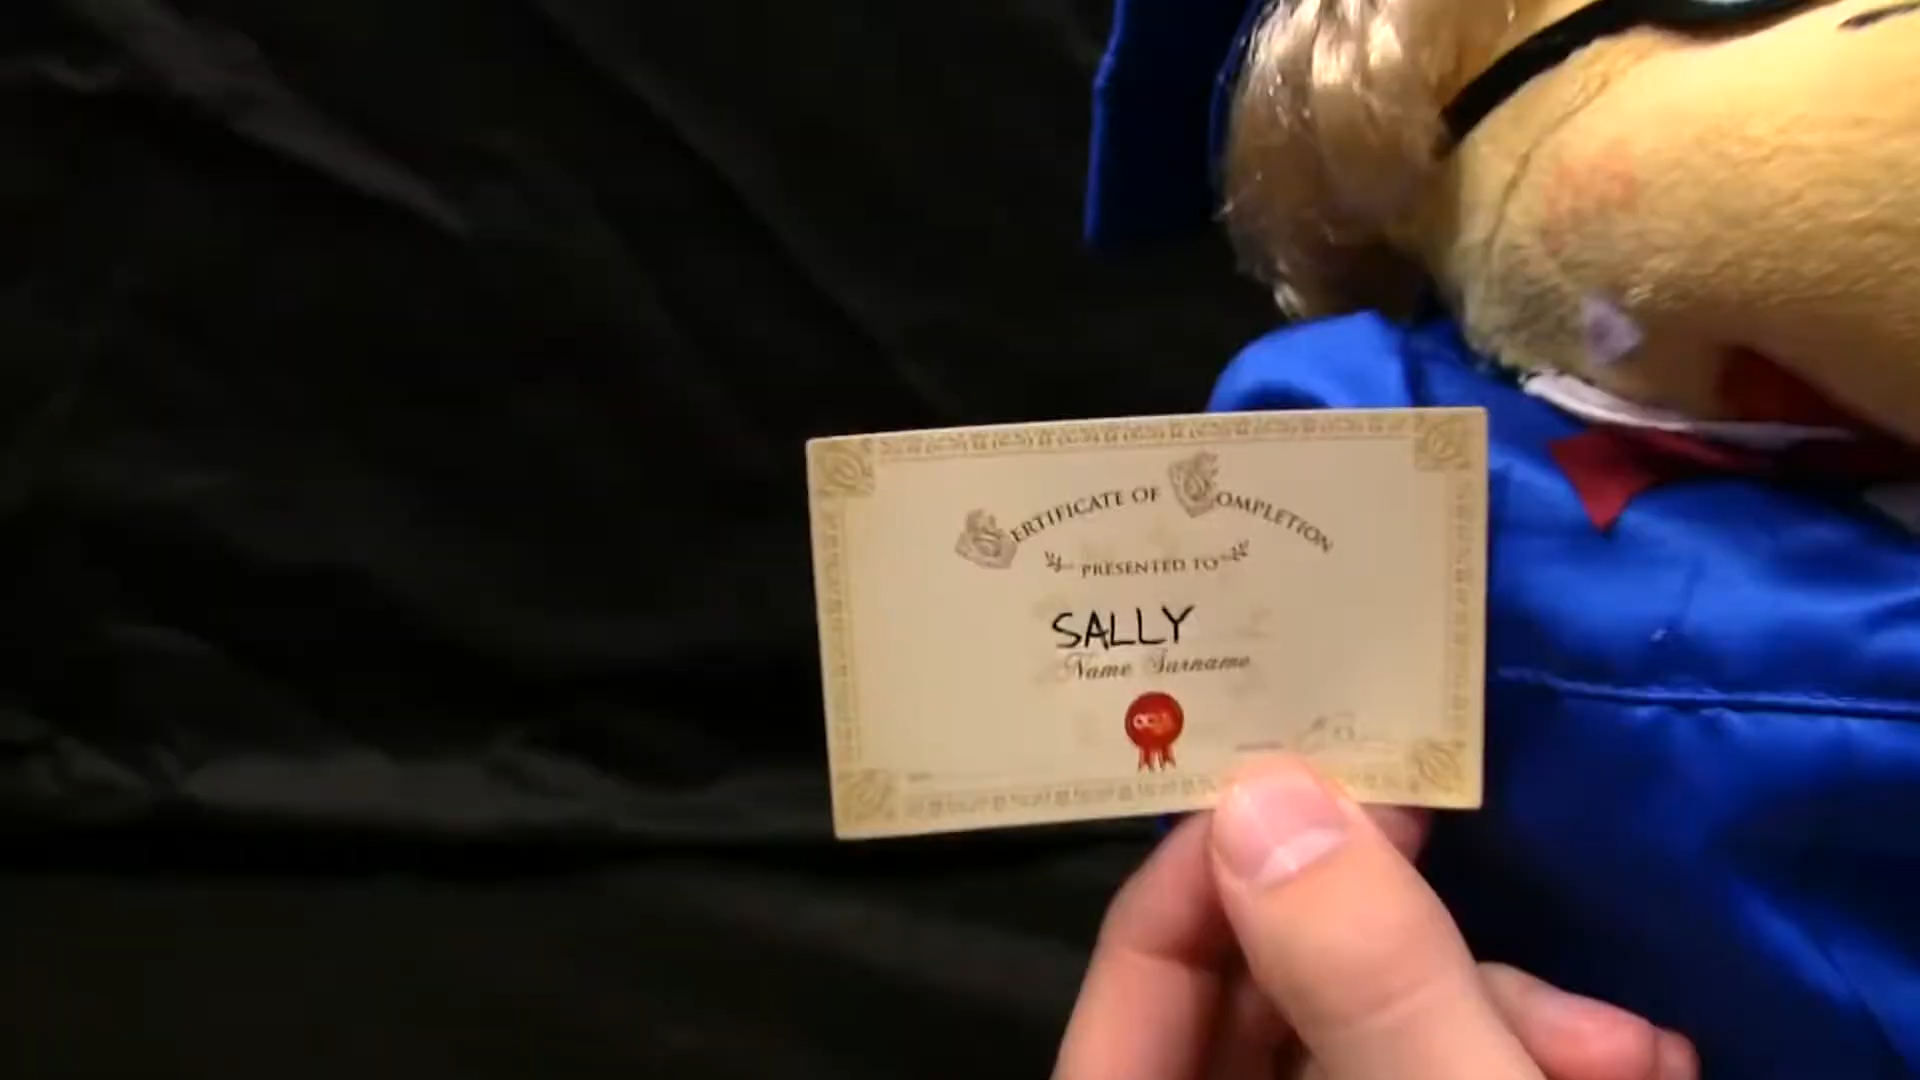 CERTIFICATE OF COMPLETION
PRESENTED TO
SALLY
Name Surname